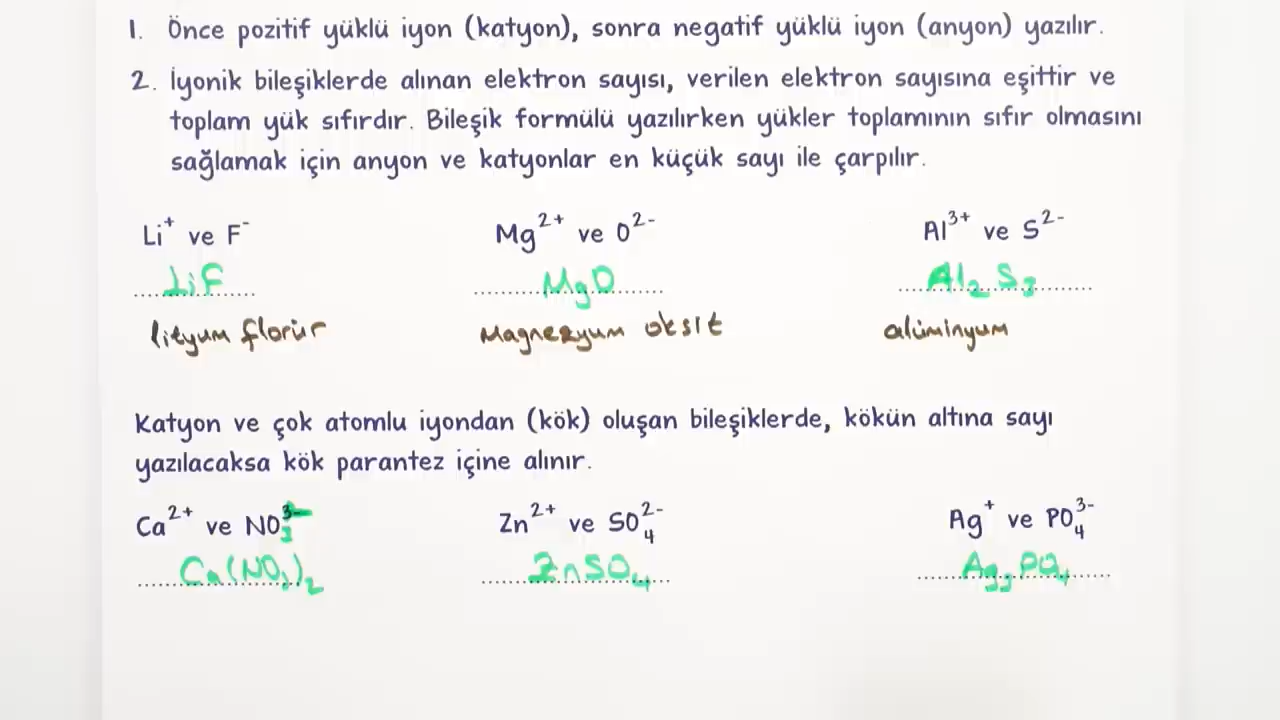 1. Önce pozitif yüklü iyon (katyon), sonra negatif yüklü iyon (anyon) yazılır.
2. İyonik bileşiklerde alınan elektron sayısı, verilen elektron sayısına eşittir ve
toplam yük sıfırdır. Bileşik formülü yazılırken yükler toplamının sıfır olmasını
sağlamak için anyon ve katyonlar en küçük sayı ile çarpılır.
Li⁺ ve F⁻ Mg²⁺ ve O²⁻ Al³⁺ ve S²⁻
LiF MgO Al₂S₃
lityum florür Magnezyum oksit alüminyum
Katyon ve çok atomlu iyondan (kök) oluşan bileşiklerde, kökün altına sayı
yazılacaksa kök parantez içine alınır.
Ca²⁺ ve NO₃⁻ Zn²⁺ ve SO₄²⁻ Ag⁺ ve PO₄³⁻
Ca(NO₃)₂ ZnSO₄ Ag₃PO₄